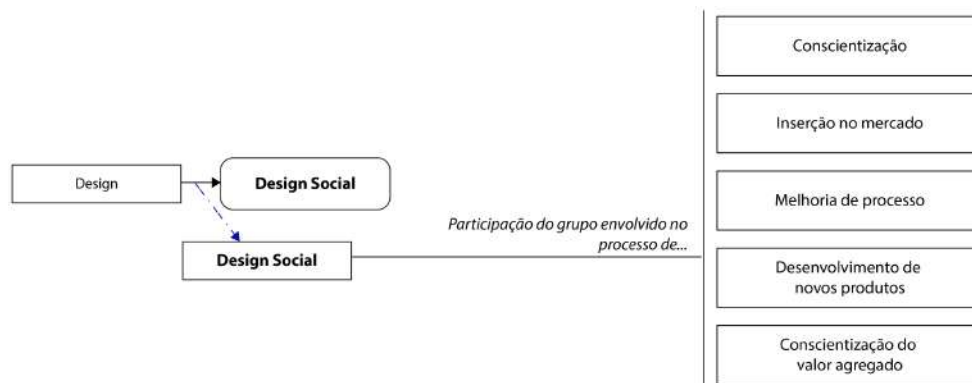 Design
Design Social
Design Social
Participação do grupo envolvido no
processo de...
Conscientização
Inserção no mercado
Melhoria de processo
Desenvolvimento de
novos produtos
Conscientização do
valor agregado